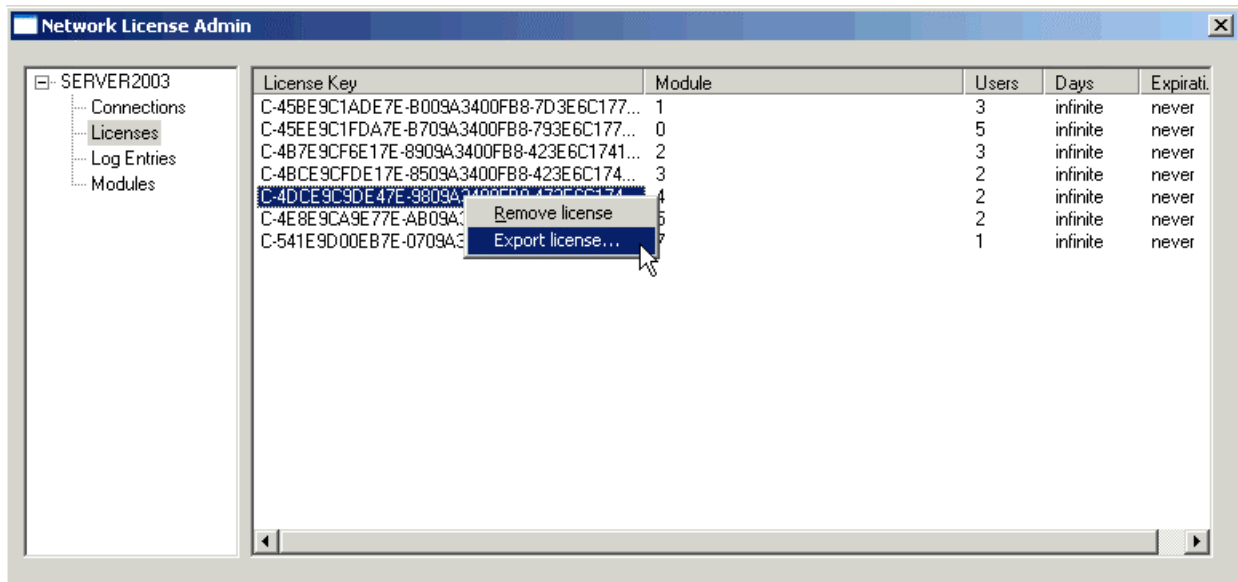 Network License Admin
SERVER2003
Connections
Licenses
Log Entries
Modules
License Key Module Users Days Expirati.
C-45BE9C1ADE7E-B009A3400FB8-7D3E6C177... 1 3 infinite never
C-45EE9C1FDA7E-B709A3400FB8-793E6C177... 0 5 infinite never
C-4B7E9CF6E17E-8909A3400FB8-423E6C1741... 2 3 infinite never
C-4BCE9CFDE17E-8509A3400FB8-423E6C174... 3 2 infinite never
4 2 infinite never
C-4E8E9CA9E77E-AB09A 2 infinite never
C-541E9D00EB7E-0709A3 7 1 infinite never
Remove license
Export license...